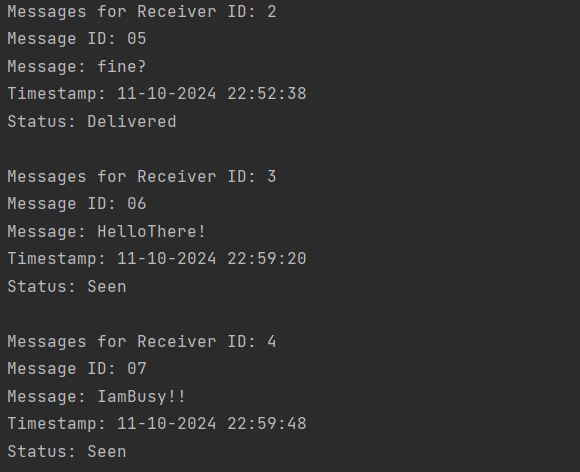 Messages for Receiver ID: 2
Message ID: 05
Message: fine?
Timestamp: 11-10-2024 22:52:38
Status: Delivered
Messages for Receiver ID: 3
Message ID: 06
Message: HelloThere!
Timestamp: 11-10-2024 22:59:20
Status: Seen
Messages for Receiver ID: 4
Message ID: 07
Message: IamBusy!!
Timestamp: 11-10-2024 22:59:48
Status: Seen